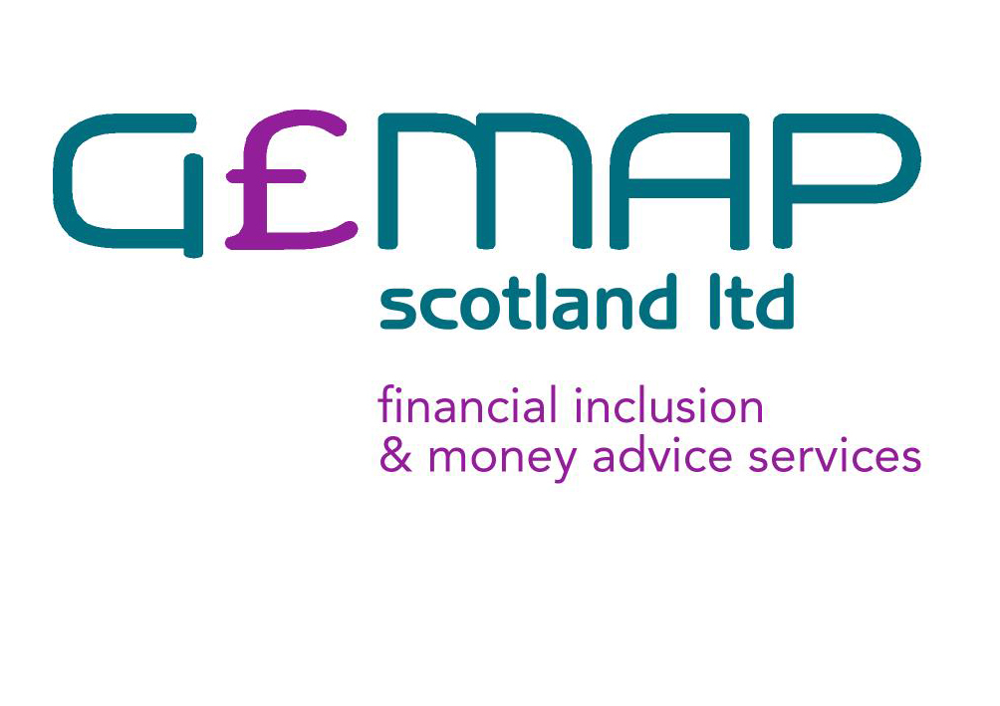 G£MAP
scotland ltd
financial inclusion
& money advice services